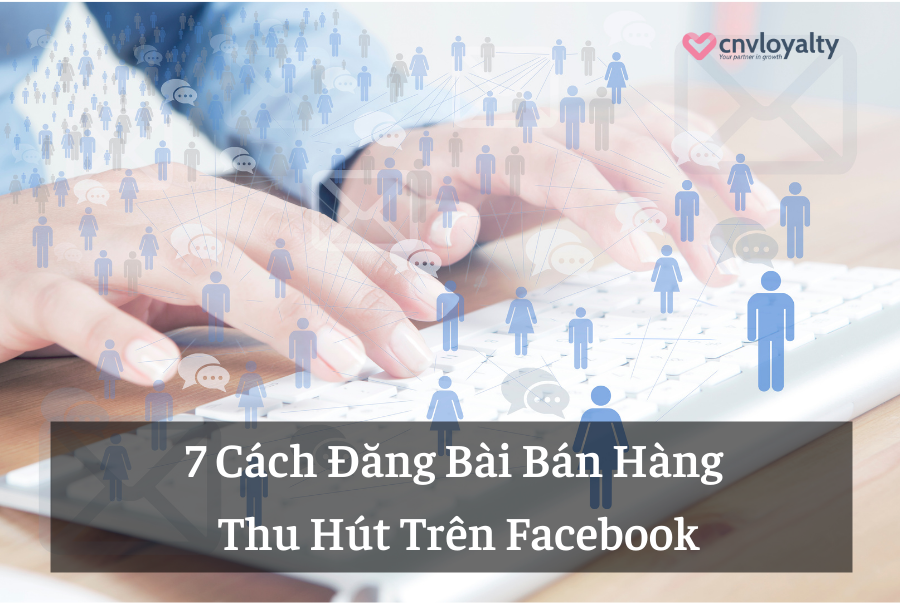 cnvloyalty
Your partner in growth
7 Cách Đăng Bài Bán Hàng
Thu Hút Trên Facebook